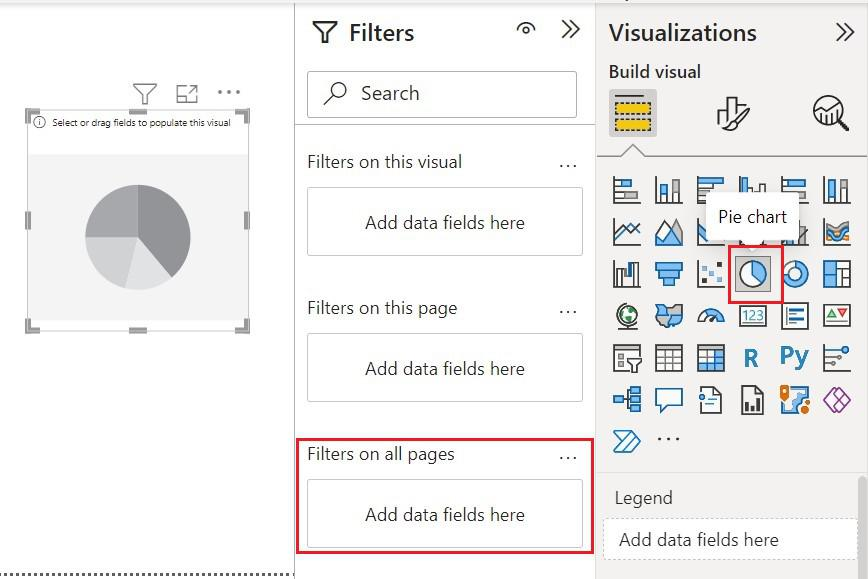 Select or drag fields to populate this visual
Filters
Search
Filters on this visual
Add data fields here
Filters on this page
Add data fields here
Filters on all pages
Add data fields here
Visualizations
Build visual
Pie chart
123
R
Py
Legend
Add data fields here